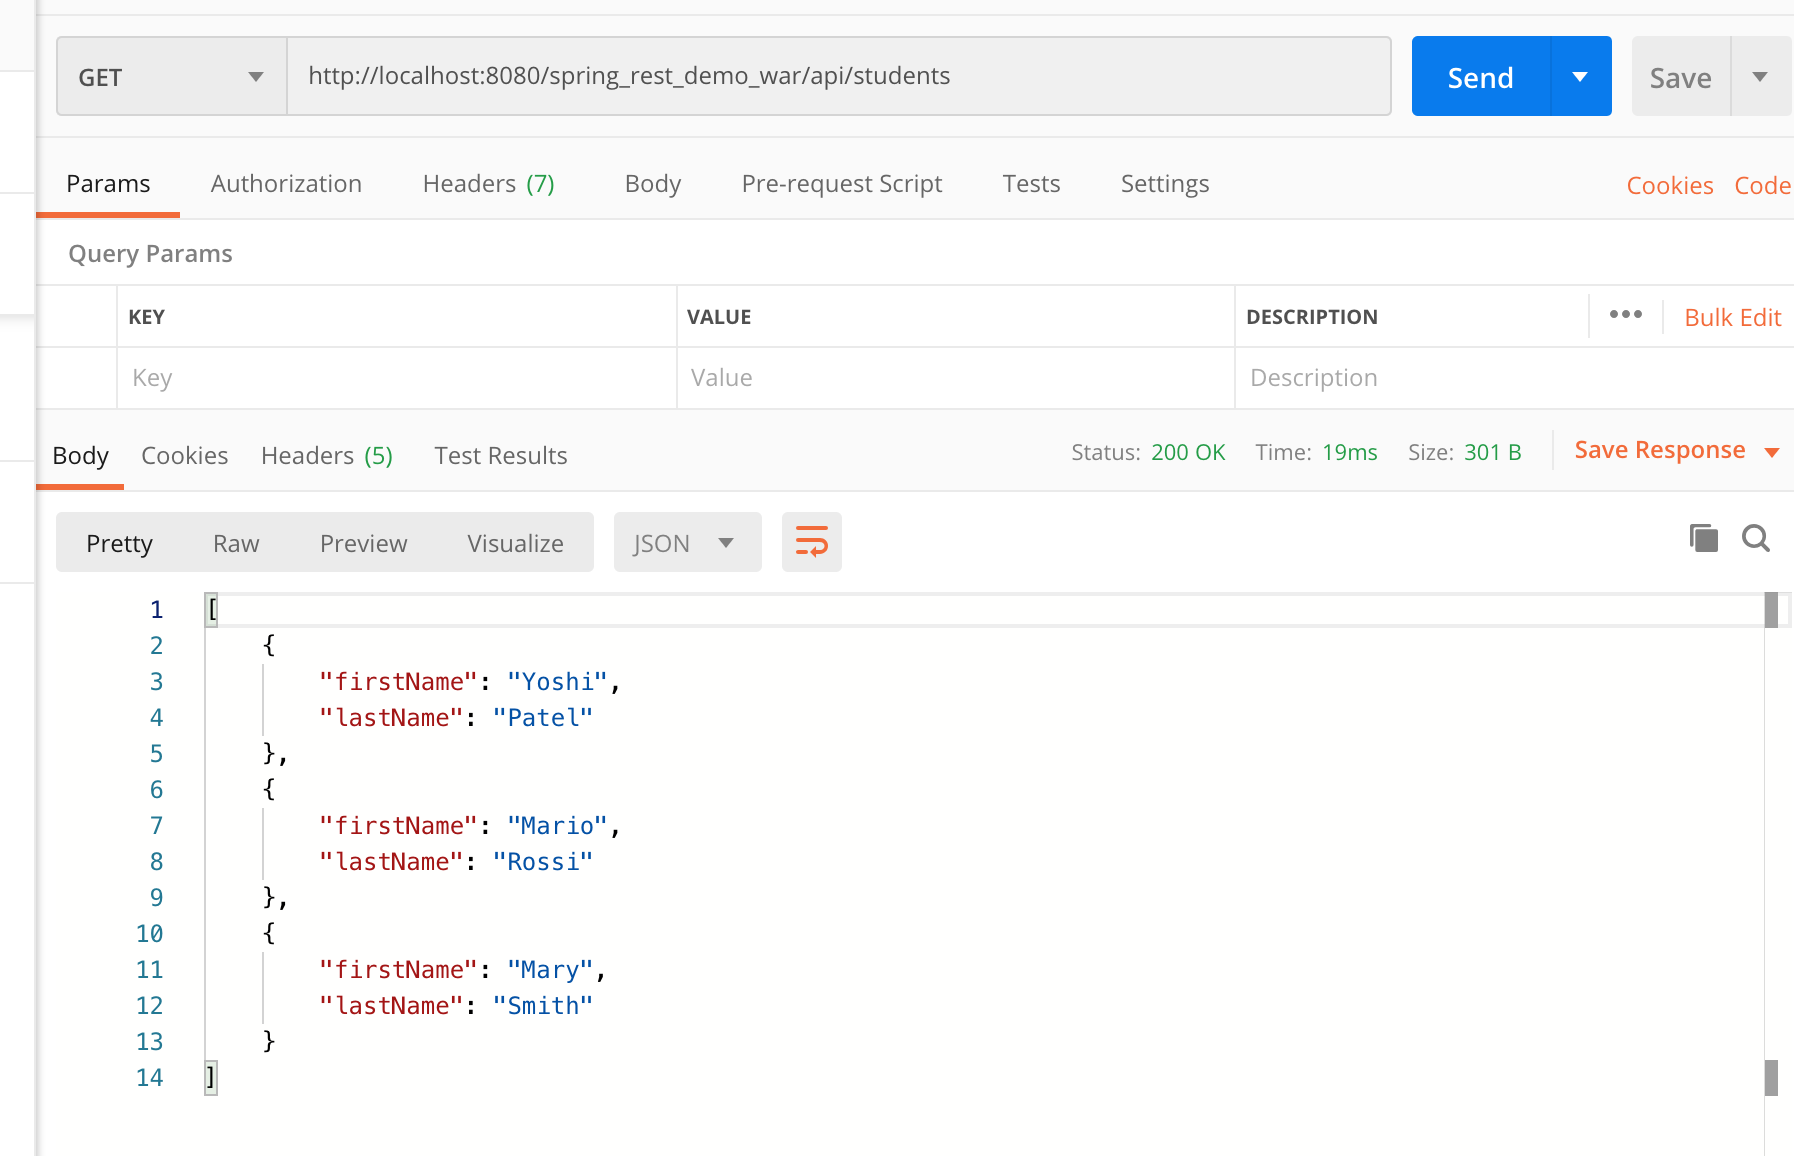 GET http://localhost:8080/spring_rest_demo_war/api/students Send Save
Params Authorization Headers (7) Body Pre-request Script Tests Settings Cookies Code
Query Params
KEY VALUE DESCRIPTION ••• Bulk Edit
Key Value Description
Body Cookies Headers (5) Test Results Status: 200 OK Time: 19ms Size: 301 B Save Response
Pretty Raw Preview Visualize JSON
1 [
2 {
3 "firstName": "Yoshi",
4 "lastName": "Patel"
5 },
6 {
7 "firstName": "Mario",
8 "lastName": "Rossi"
9 },
10 {
11 "firstName": "Mary",
12 "lastName": "Smith"
13 }
14 ]